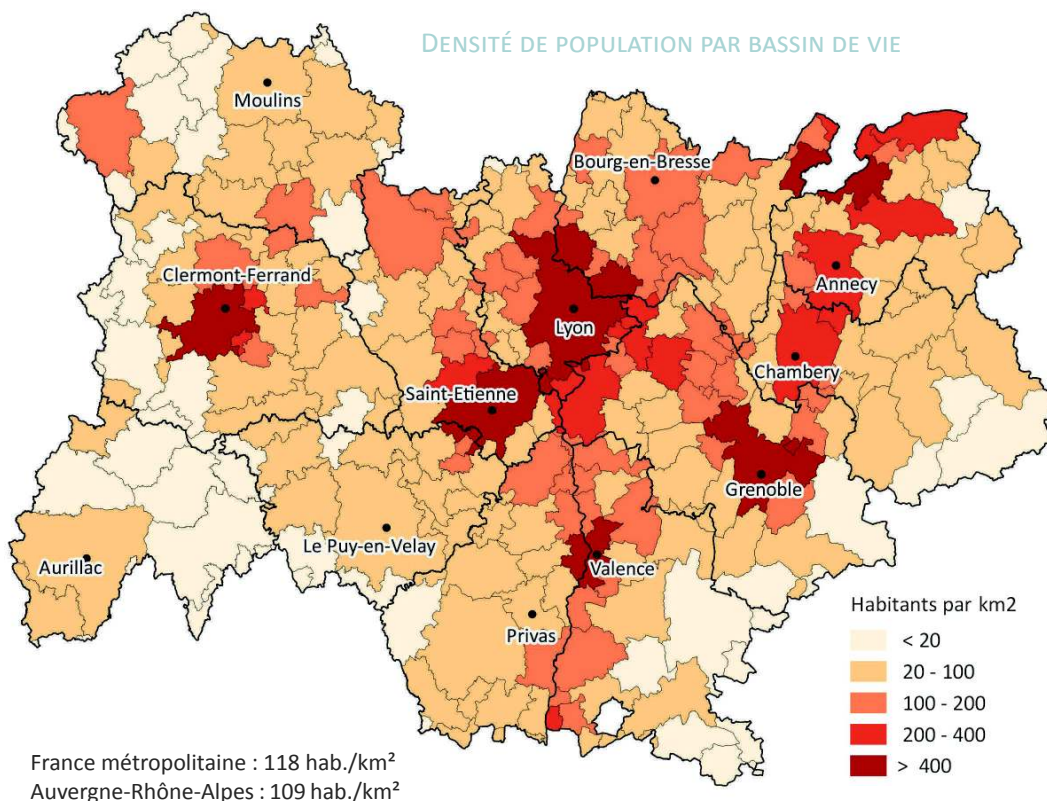 DENSITÉ DE POPULATION PAR BASSIN DE VIE
Moulins
Bourg-en-Bresse
Clermont-Ferrand
Annecy
Lyon
Chambery
Saint-Etienne
Grenoble
Le Puy-en-Velay
Aurillac
Valence
Privas
Habitants par km2
< 20
20 - 100
100 - 200
200 - 400
> 400
France métropolitaine : 118 hab./km²
Auvergne-Rhône-Alpes : 109 hab./km²